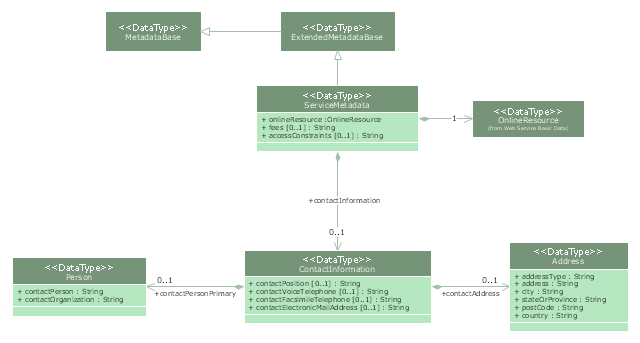 <<DataType>>
MetadataBase
<<DataType>>
ExtendedMetadataBase
<<DataType>>
ServiceMetadata
+ onlineResource :OnlineResource
+ fees [0..1] : String
+ accessConstraints [0..1] : String
1
<<DataType>>
OnlineResource
(from Web Service Basic Data)
+contactInformation
0..1
<<DataType>>
Person
+ contactPerson : String
+ contactOrganization : String
0..1
+contactPersonPrimary
<<DataType>>
ContactInformation
+ contactPosition [0..1] : String
+ contactVoiceTelephone [0..1] : String
+ contactFacsimileTelephone [0..1] : String
+ contactElectronicMailAddress [0..1] : String
0..1
+contactAddress
<<DataType>>
Address
+ addressType : String
+ address : String
+ city : String
+ stateOrProvince : String
+ postCode : String
+ country : String